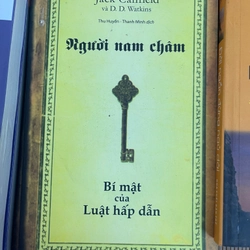 Jack Canfield
và D. D. Watkins
Thu Huyền - Thanh Minh dịch
Người nam châm
Bí mật
của
Luật hấp dẫn